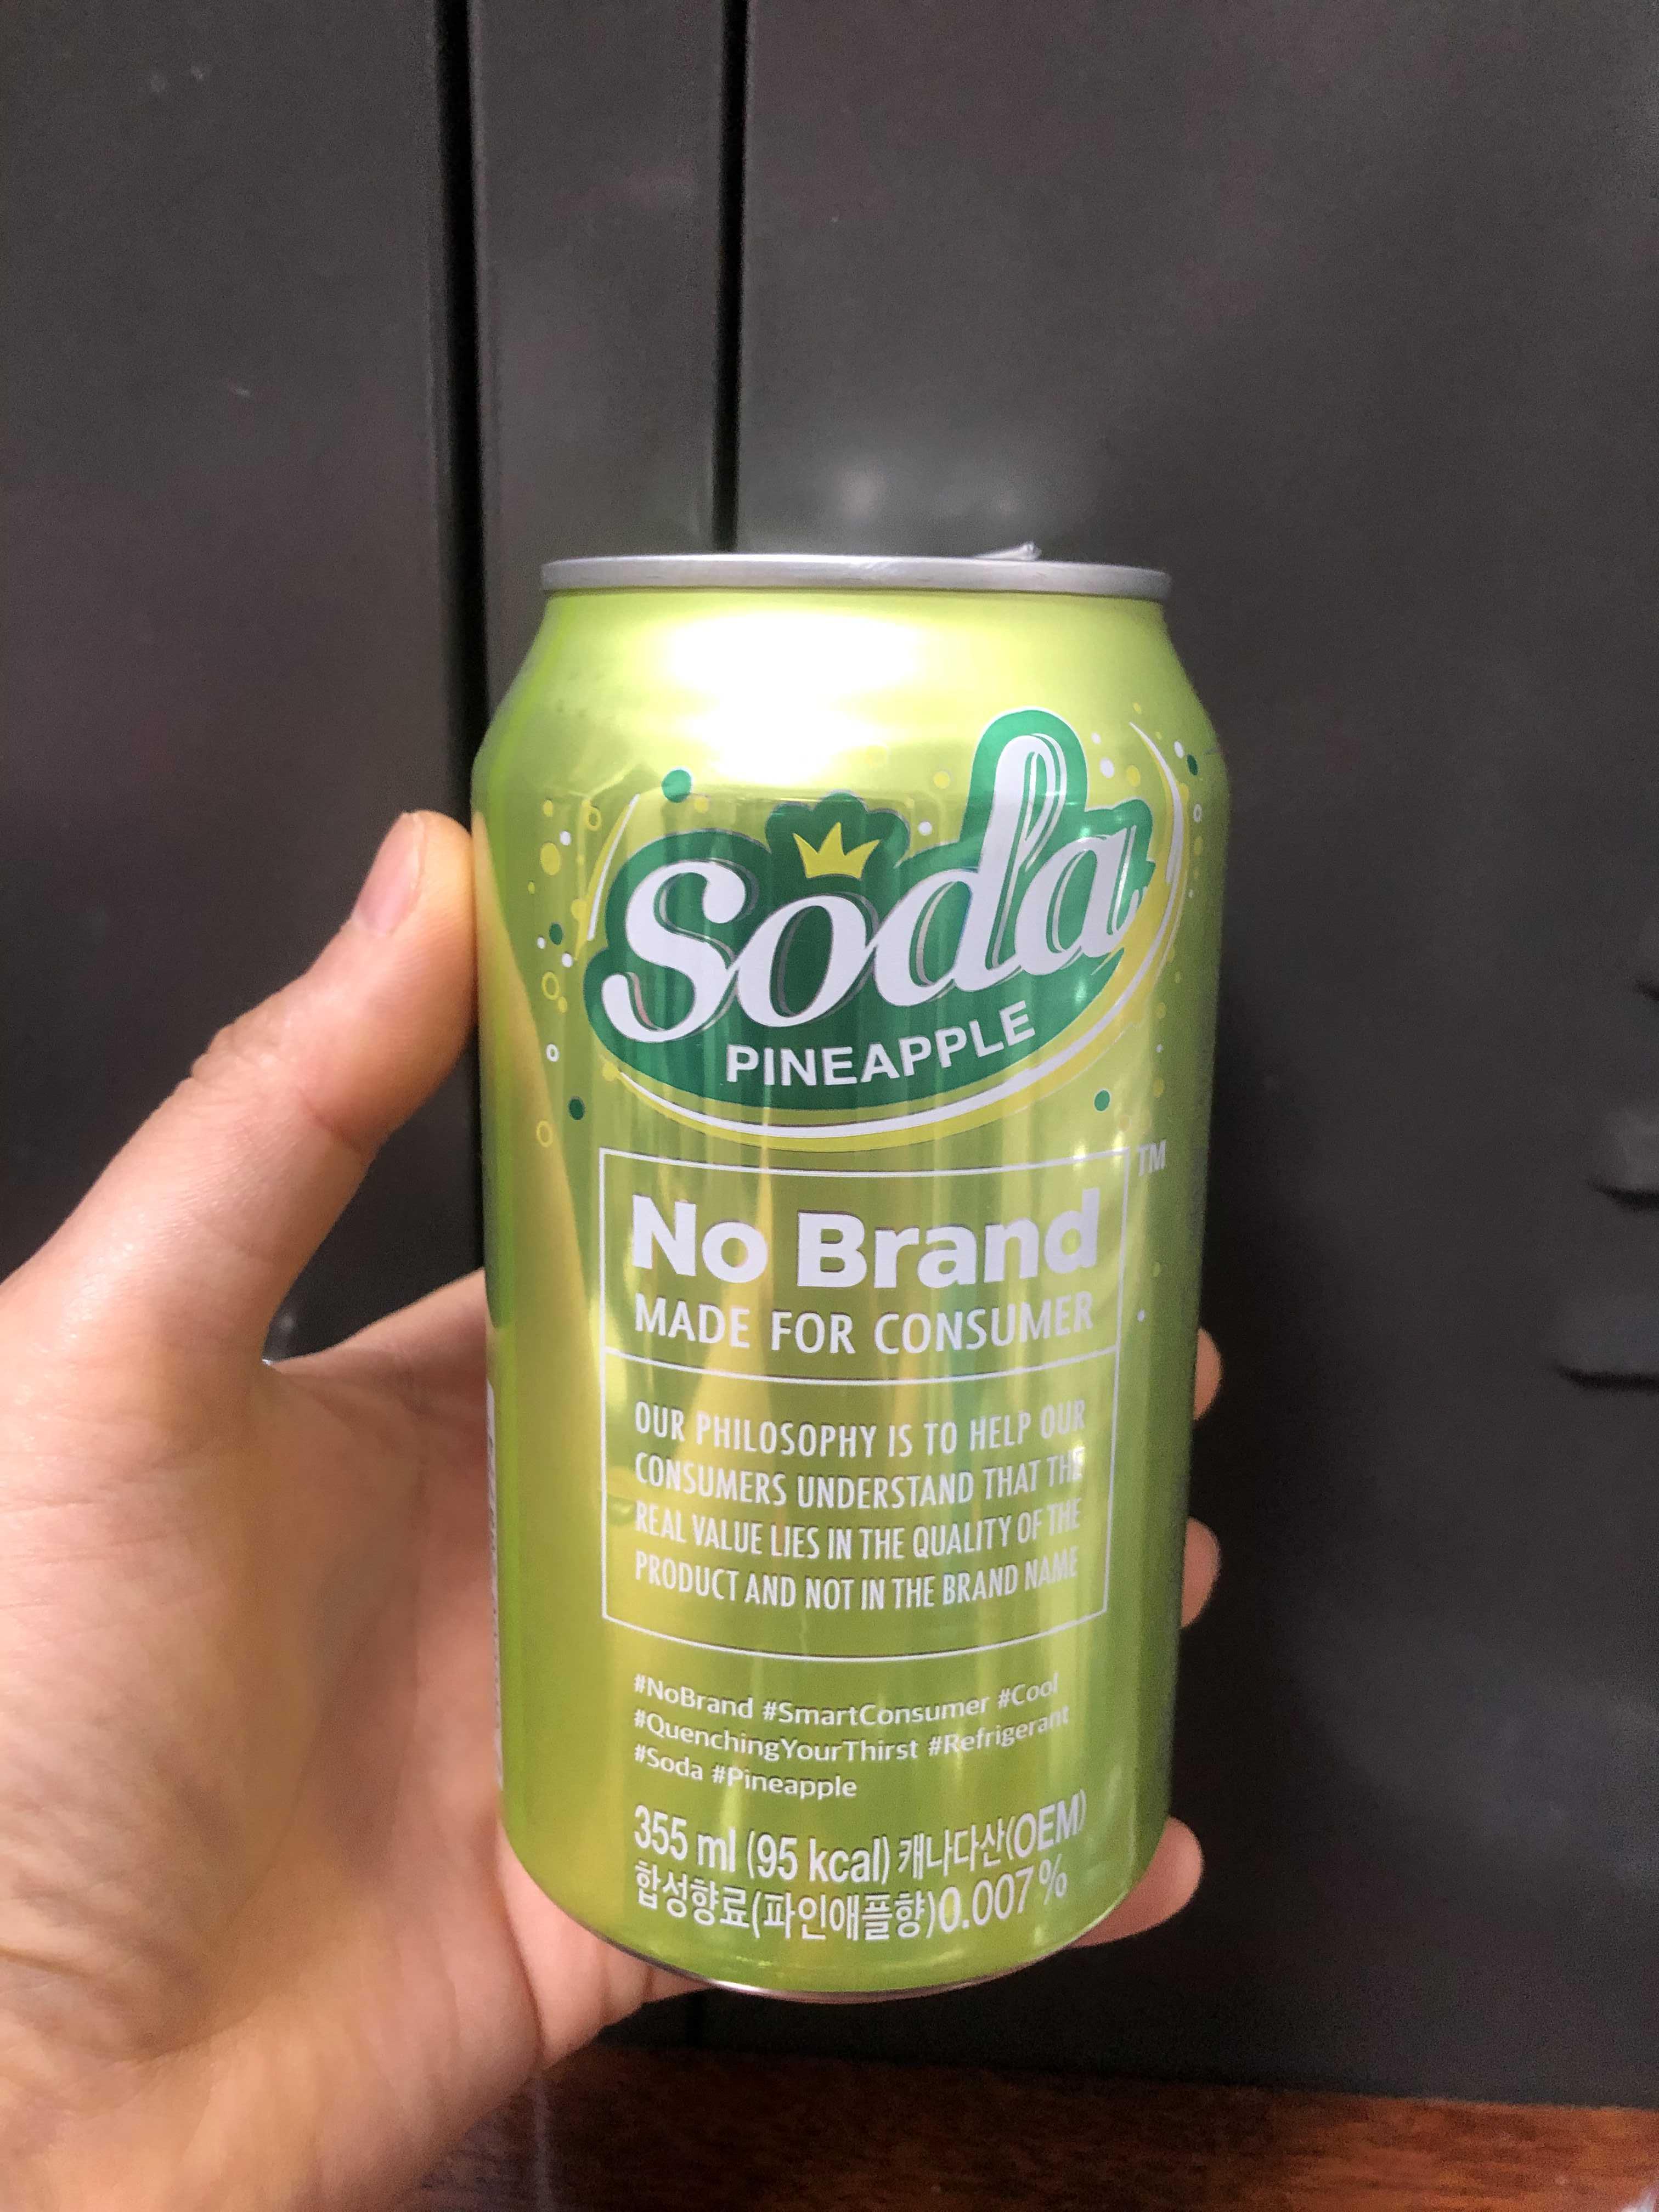 Soda
PINEAPPLE
TM
No Brand
MADE FOR CONSUMER
OUR PHILOSOPHY IS TO HELP OUR
CONSUMERS UNDERSTAND THAT THE
REAL VALUE LIES IN THE QUALITY OF THE
PRODUCT AND NOT IN THE BRAND NAME
#NoBrand #SmartConsumer #Cool
#QuenchingYourThirst #Refrigerant
#Soda #Pineapple
355 ml (95 kcal) 캐나다산(OEM)
합성향료(파인애플향)0.007%